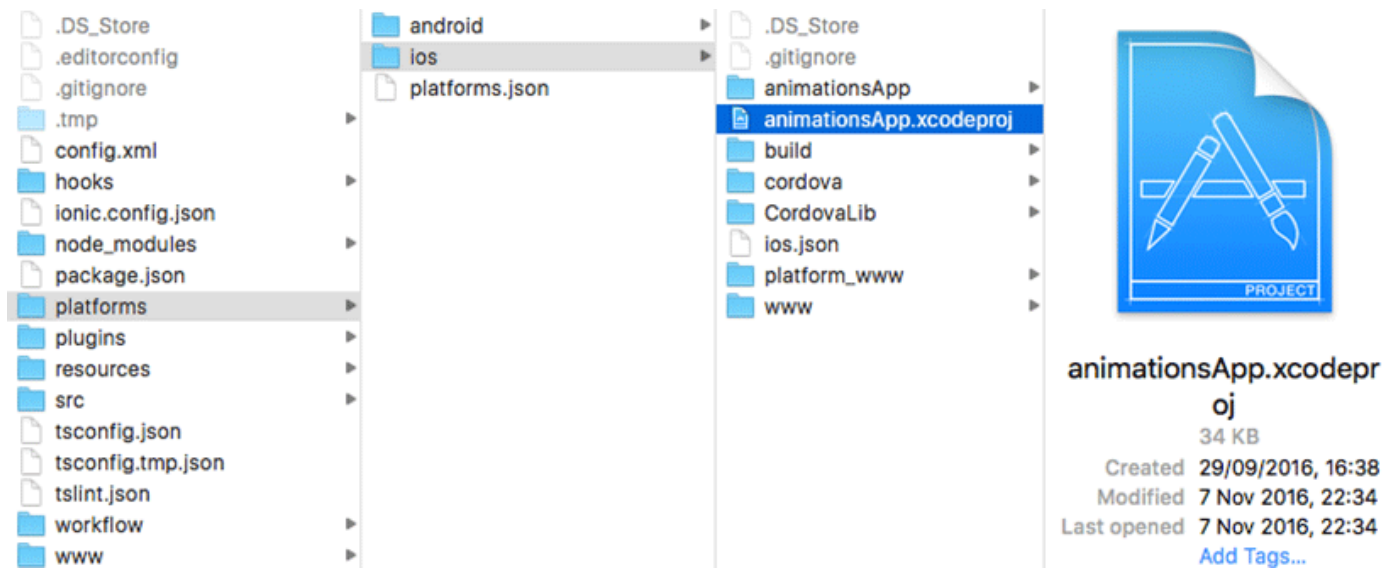 .DS_Store
.editorconfig
.gitignore
.tmp
config.xml
hooks
ionic.config.json
node_modules
package.json
platforms
plugins
resources
src
tsconfig.json
tsconfig.tmp.json
tslint.json
workflow
www
android
ios
platforms.json
.DS_Store
.gitignore
animationsApp
animationsApp.xcodeproj
build
cordova
CordovaLib
ios.json
platform_www
www
PROJECT
animationsApp.xcodepr
oj
34 KB
Created 29/09/2016, 16:38
Modified 7 Nov 2016, 22:34
Last opened 7 Nov 2016, 22:34
Add Tags...